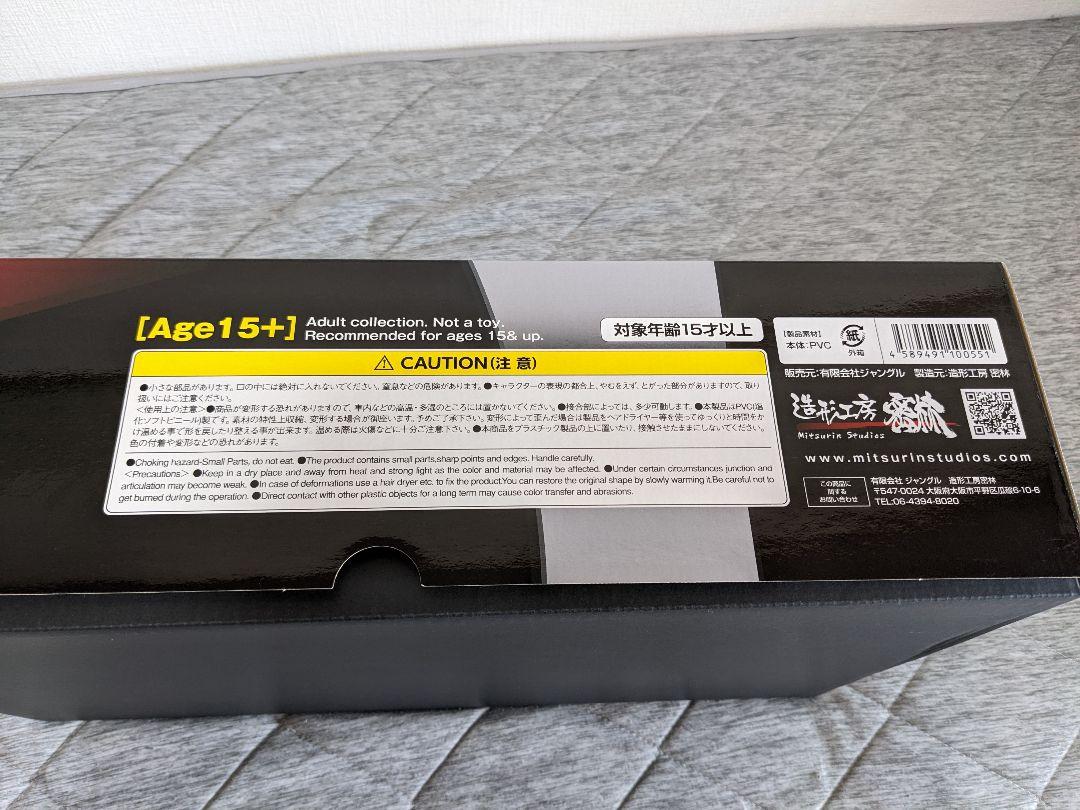 [Age15+]
Adult collection. Not a toy.
Recommended for ages 15& up.
対象年齢15才以上
CAUTION(注 意)
●小さな部品があります。口の中には絶対に入れないでください。窒息などの危険があります。●キャラクターの表現の都合上、やむをえず、とがった部分がありますので、取り
扱いにはご注意ください。
<使用上の注意>●商品が変形する恐れがありますので、車内などの高温・多湿のところには置かないでください。●接合部によっては、多少可動します。●本製品はPVC(塩
化ソフトビニール)製です。素材の特性上収縮、変形する場合が御座います。予めご了承下さい。変形によって歪んだ場合は製品をヘアドライヤー等を使ってゆっくりと時間をか
け温める事で形を戻したり整える事が出来ます。温める際は火傷などに十分ご注意下さい。●本商品をプラスチック製品の上に置いたり、接触させたままにしないでください。
色の付着や変形などの恐れがあります。
●Choking hazard-Small Parts, do not eat. ●The product contains small parts,sharp points and edges. Handle carefully.
<Precautions> ●Keep in a dry place and away from heat and strong light as the color and material may be affected. ●Under certain circumstances junction and
articulation may become weak. ●In case of deformations use a hair dryer etc. to fix the product.You can restore the original shape by slowly warming it.Be careful not to
get burned during the operation. ●Direct contact with other plastic objects for a long term may cause color transfer and abrasions.
【製品素材】
本体:PVC
紙
外箱
4 589491 100551
販売元:有限会社ジャングル 製造元:造形工房 密林
造形工房 密林
Mitsurin Studios
www.mitsurinstudios.com
この商品に
関する
お問い合わせ
有限会社 ジャングル 造形工房密林
〒547-0024 大阪府大阪市平野区瓜破6-10-6
TEL:06-4394-8020